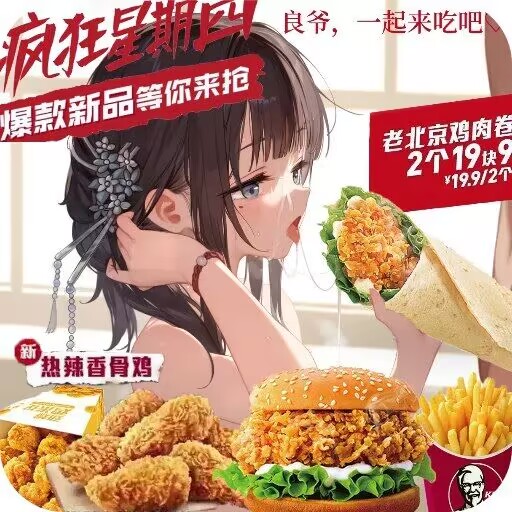 疯狂星期四
良爷，一起来吃吧♡
爆款新品等你来抢
老北京鸡肉卷
2个19块9
¥19.9/2个
新
热辣香骨鸡